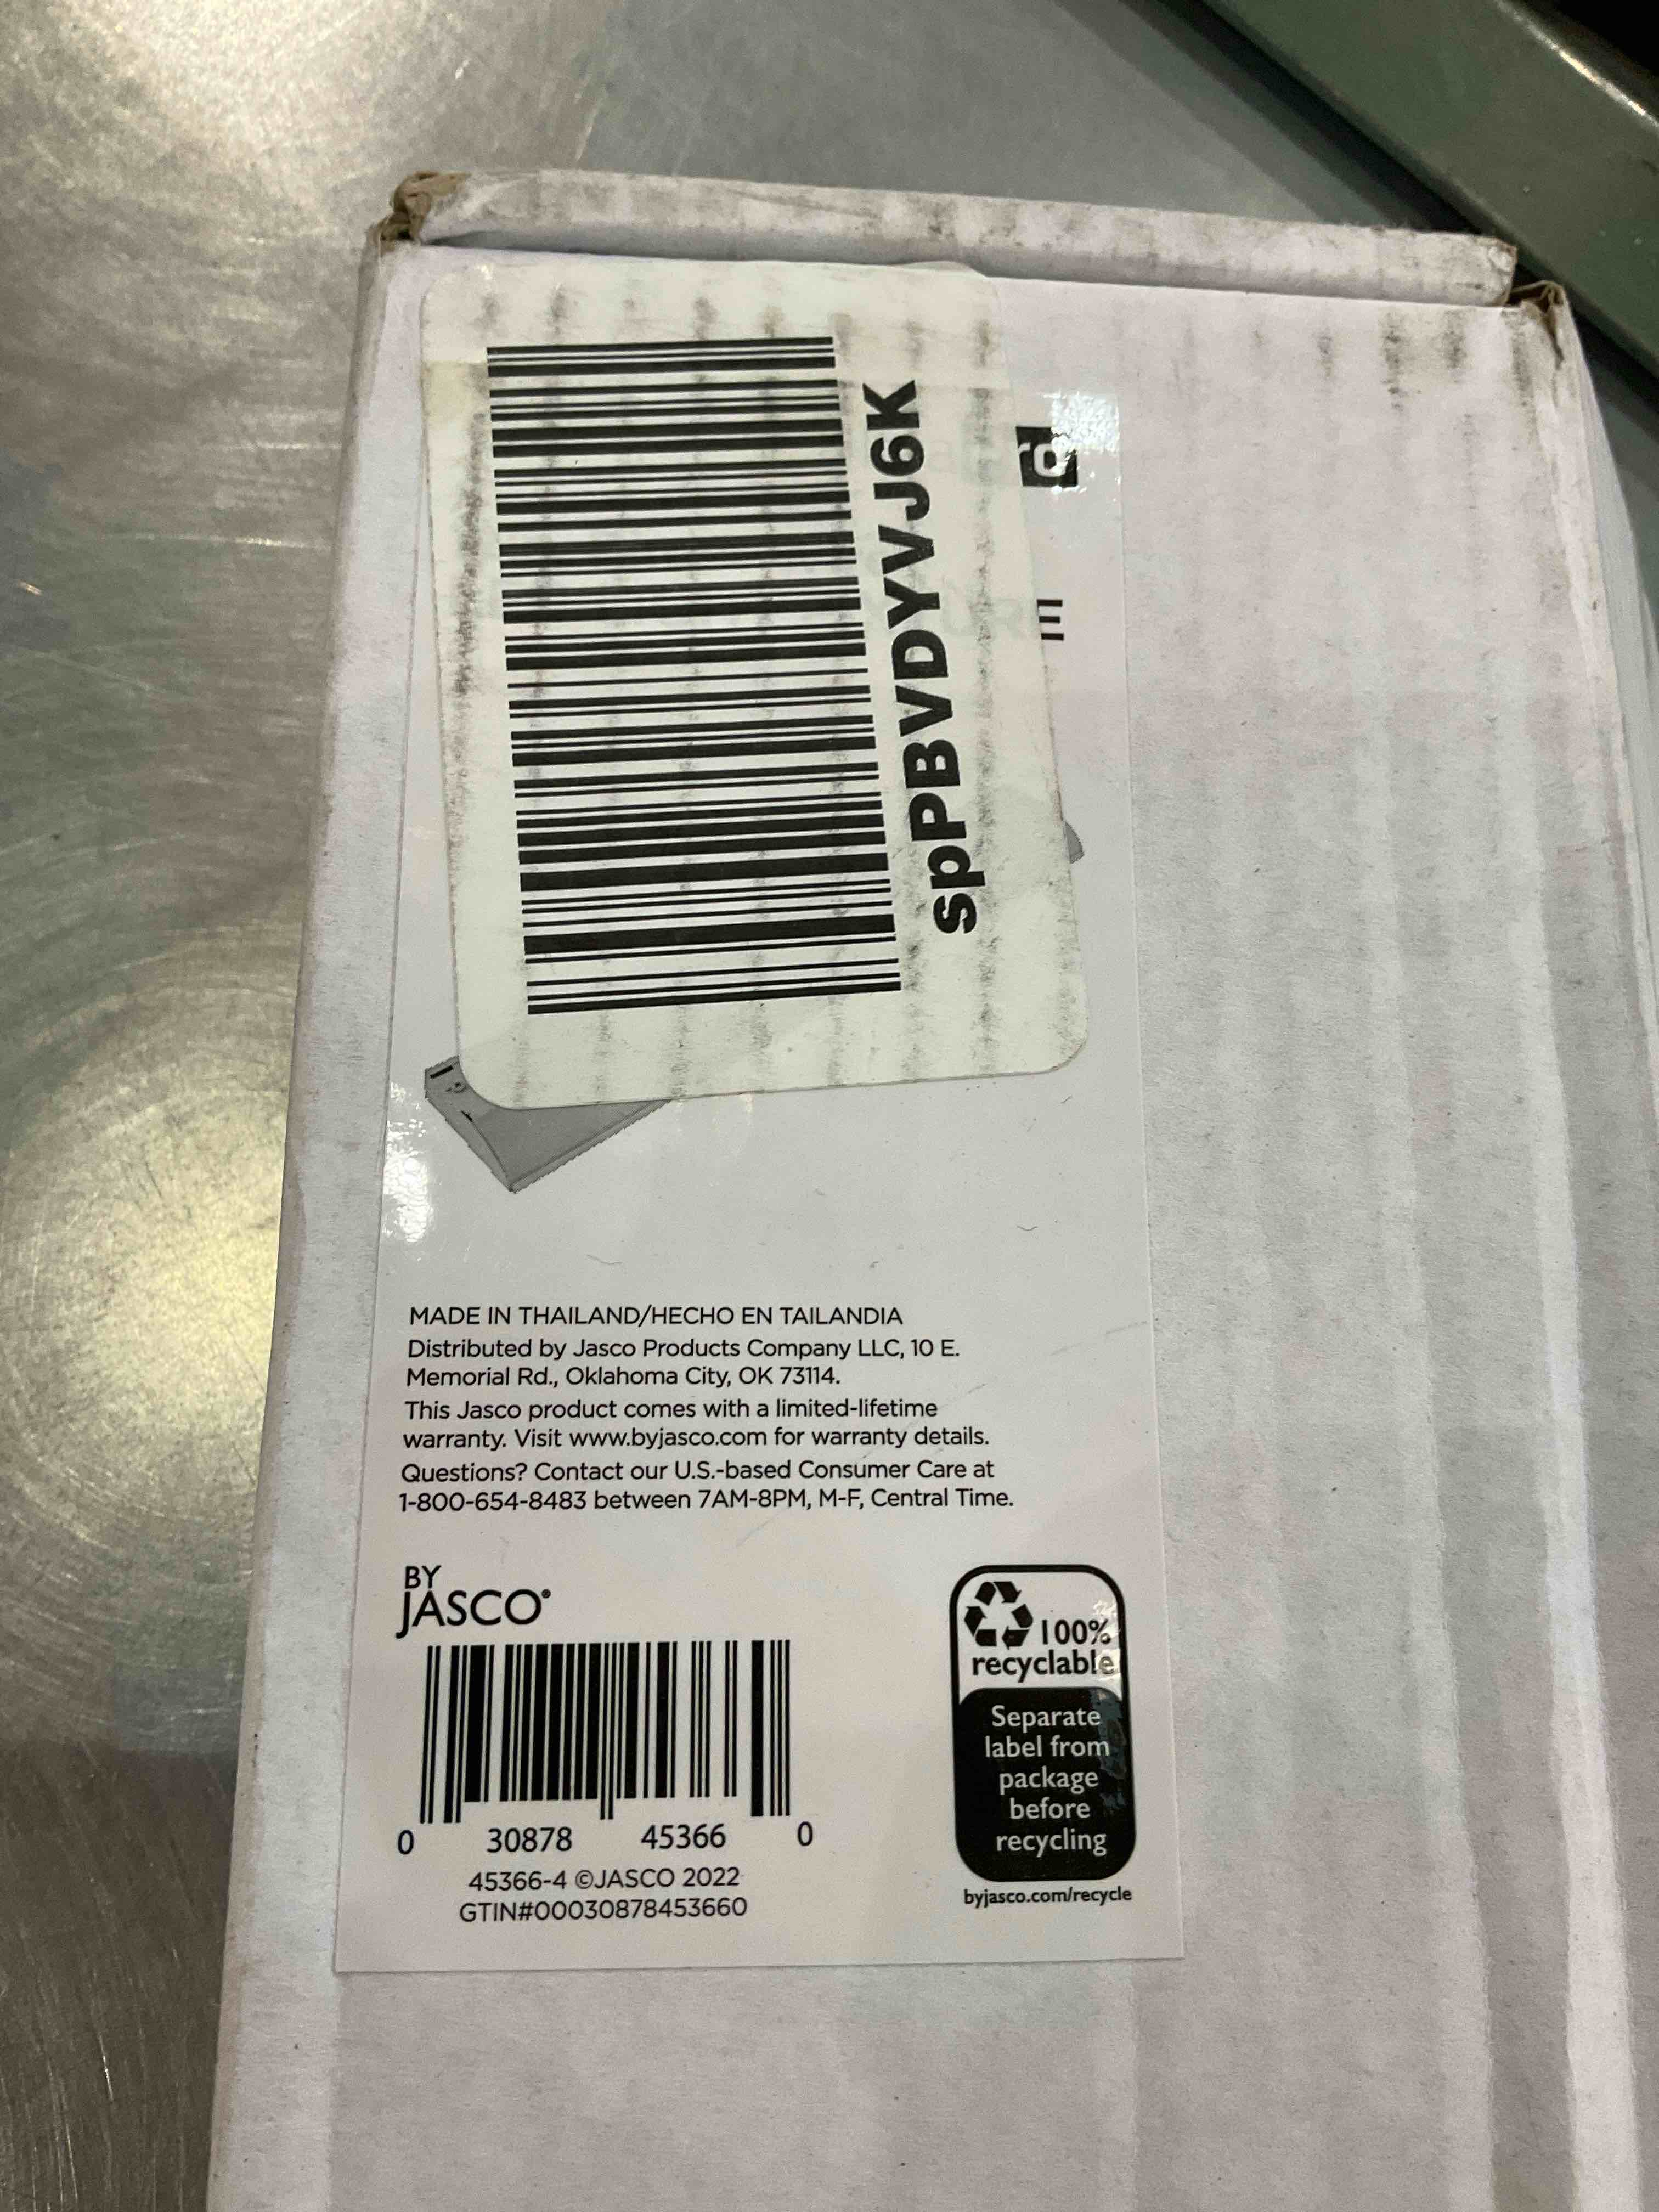 spPBVDYVJ6K
E
MADE IN THAILAND/HECHO EN TAILANDIA
Distributed by Jasco Products Company LLC, 10 E.
Memorial Rd., Oklahoma City, OK 73114.
This Jasco product comes with a limited-lifetime
warranty. Visit www.byjasco.com for warranty details.
Questions? Contact our U.S.-based Consumer Care at
1-800-654-8483 between 7AM-8PM, M-F, Central Time.
BY
JASCO®
0 30878 45366 0
45366-4 ©JASCO 2022
GTIN#00030878453660
100%
recyclable
Separate
label from
package
before
recycling
byjasco.com/recycle